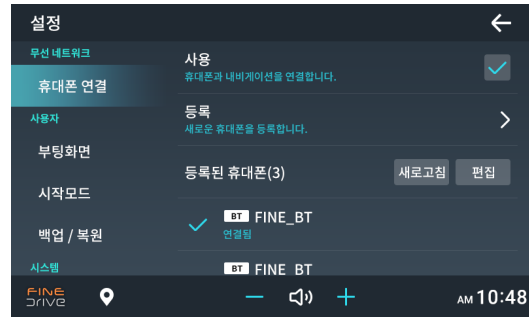 설정
무선 네트워크
휴대폰 연결
사용자
부팅화면
시작모드
백업 / 복원
시스템
사용
휴대폰과 내비게이션을 연결합니다.
등록
새로운 휴대폰을 등록합니다.
등록된 휴대폰(3)
새로고침
편집
BT FINE_BT
연결됨
BT FINE_BT
FINE
DRIVE
AM 10:48